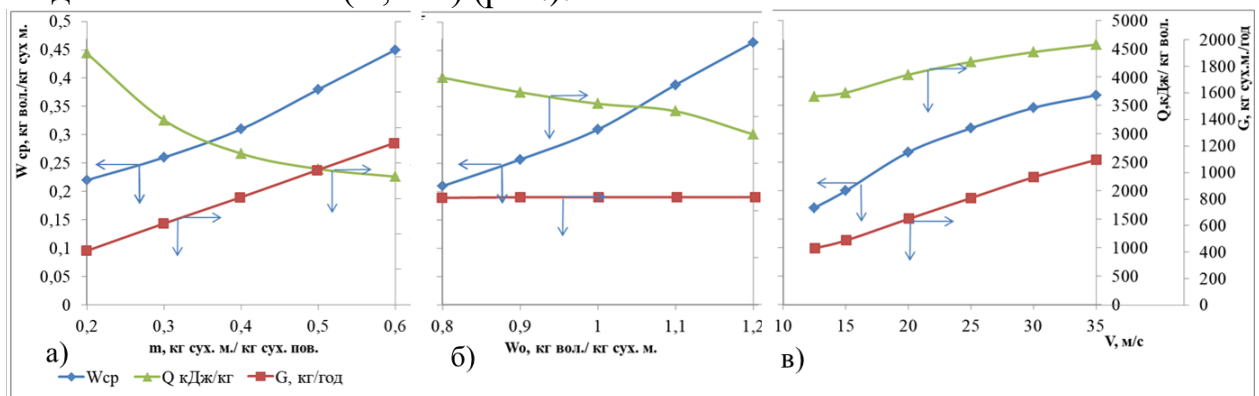 W ср, кг вол./кг сух м.
0,5
0,45
0,4
0,35
0,3
0,25
0,2
0,15
0,1
0,05
0
0,2 0,3 0,4 0,5 0,6
m, кг сух. м./ кг сух. пов.
а)
0,8 0,9 1 1,1 1,2
Wo, кг вол./ кг сух. м.
б)
10 15 20 25 30 35
V, м/с
в)
5000
4500
4000
3500
3000
2500
2000
1500
1000
500
0
Q,кДж/ кг вол.
2000
1800
1600
1400
1200
1000
800
600
400
200
0
G, кг сух.м./год
Wср Q кДж/кг G, кг/год